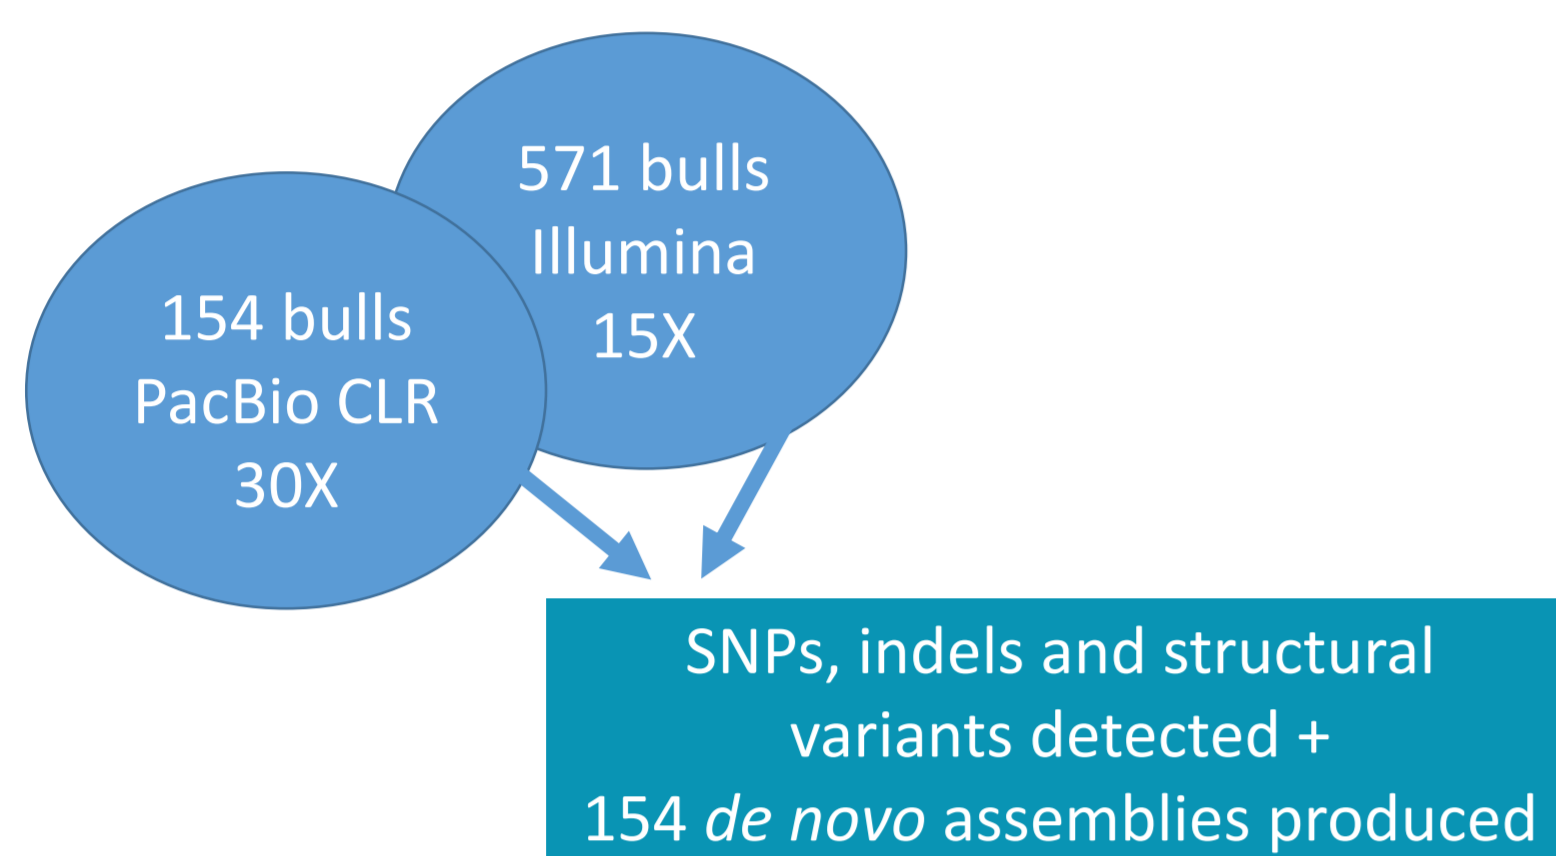 571 bulls
Illumina
15X
154 bulls
PacBio CLR
30X
SNPs, indels and structural
variants detected +
154 de novo assemblies produced